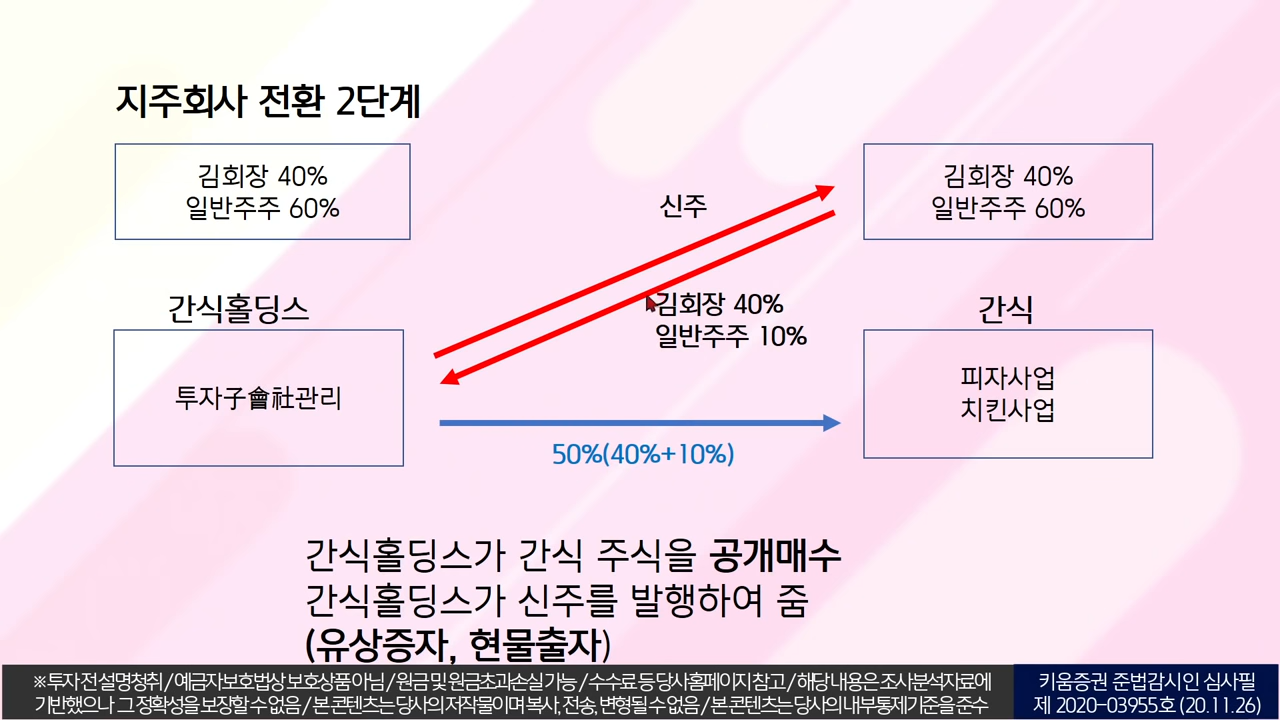 지주회사 전환 2단계
김회장 40%
일반주주 60%
신주
김회장 40%
일반주주 60%
간식홀딩스
김회장 40%
일반주주 10%
간식
투자子會社관리
피자사업
치킨사업
50%(40%+10%)
간식홀딩스가 간식 주식을 공개매수
간식홀딩스가 신주를 발행하여 줌
(유상증자, 현물출자)
※ 투자 전 설명청취 / 예금자보호법상 보호상품 아님 / 원금 및 원금초과손실 가능 / 수수료 등 당사홈페이지 참고 / 해당 내용은 조사분석자료에
기반했으나 그 정확성을 보장할 수 없음 / 본 콘텐츠는 당사의 저작물이며 복사, 전송, 변형될 수 없음 / 본 콘텐츠는 당사의 내부통제기준을 준수
키움증권 준법감시인 심사필
제 2020-03955호 (20.11.26)